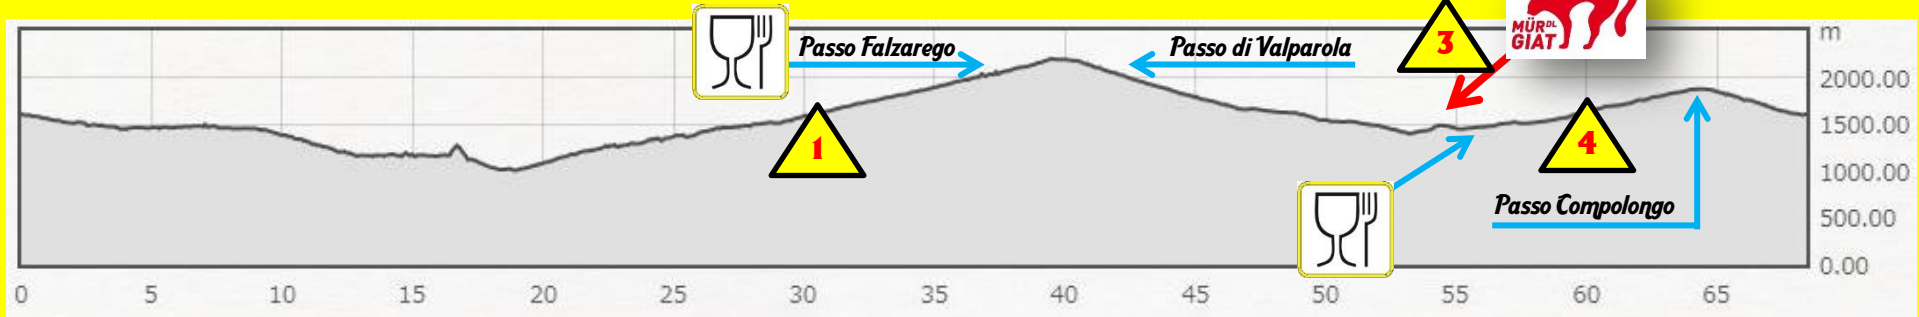 Passo Falzarego
Passo di Valparola
3
MÜR DL
GIAT
m
2000.00
1
4
1500.00
1000.00
Passo Compolongo
500.00
0.00
0 5 10 15 20 25 30 35 40 45 50 55 60 65